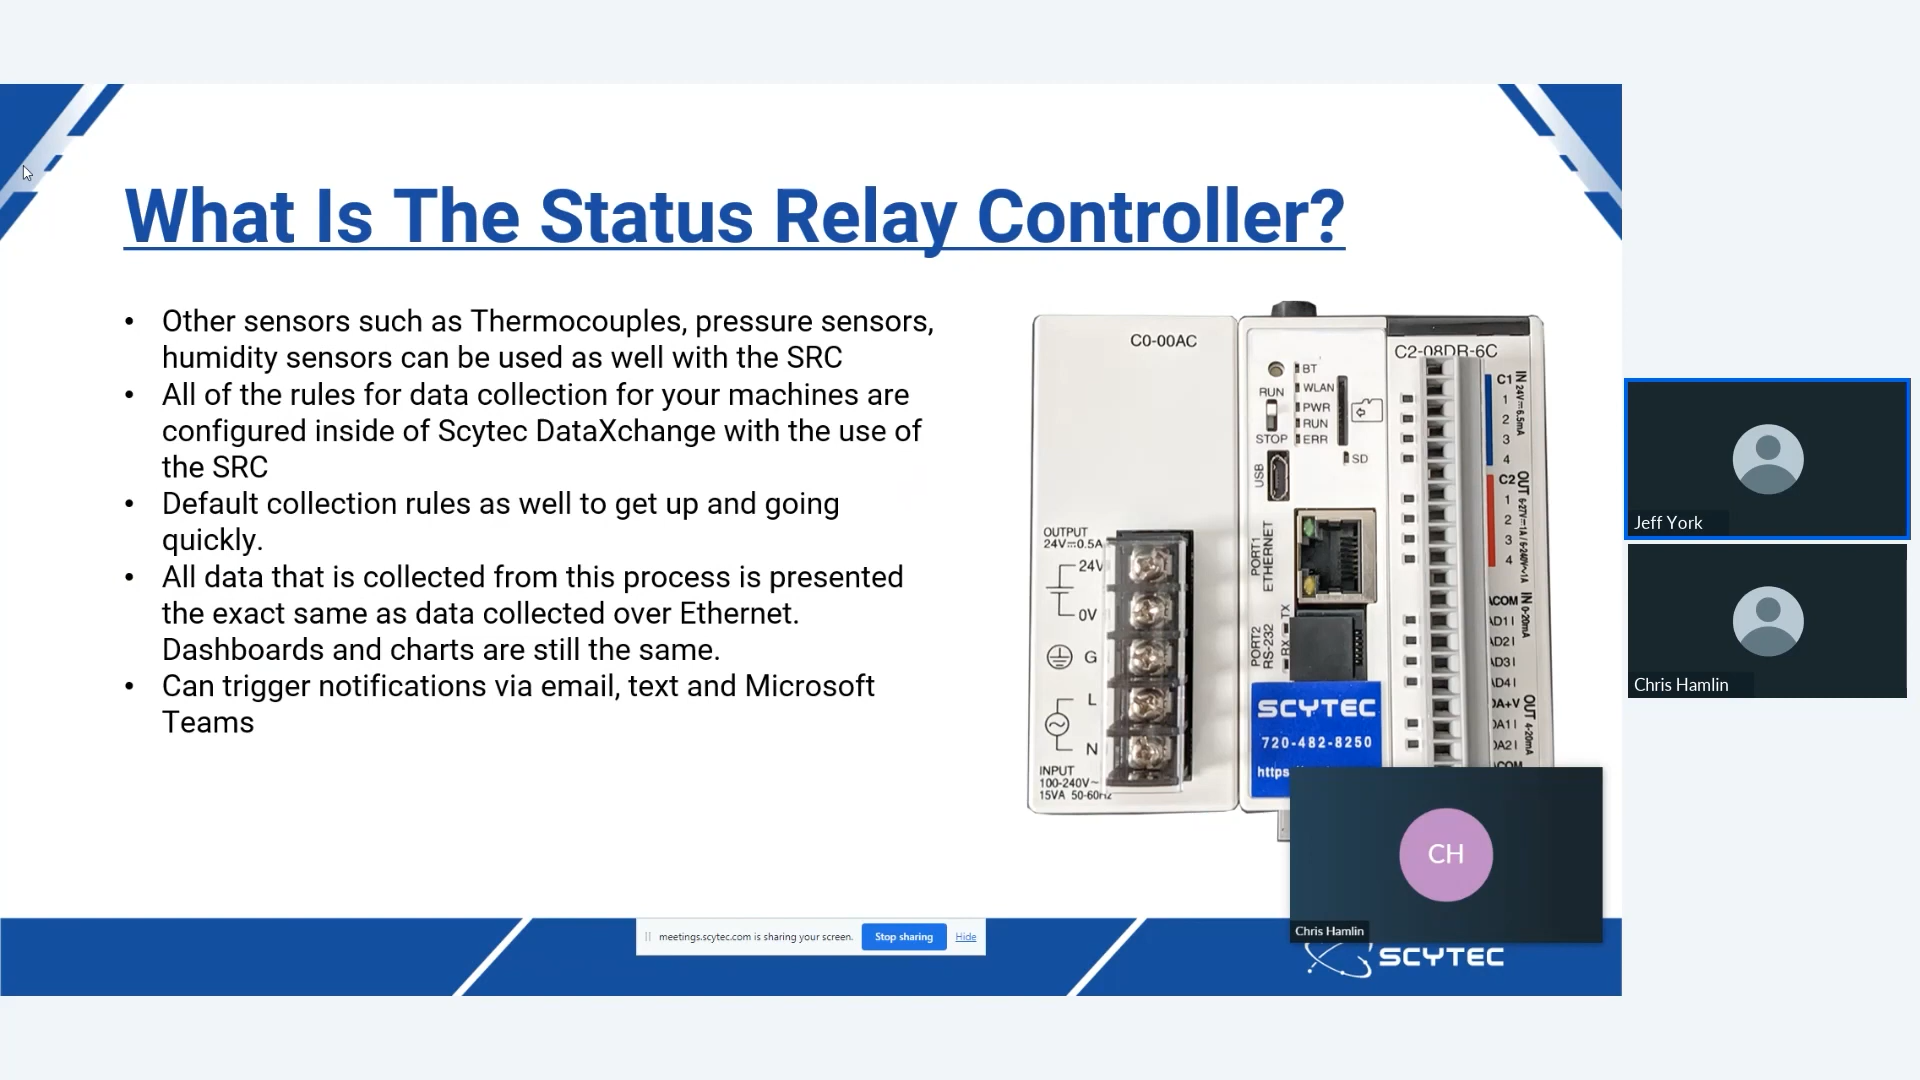 What Is The Status Relay Controller?
• Other sensors such as Thermocouples, pressure sensors,
humidity sensors can be used as well with the SRC
• All of the rules for data collection for your machines are
configured inside of Scytec DataXchange with the use of
the SRC
• Default collection rules as well to get up and going
quickly.
• All data that is collected from this process is presented
the exact same as data collected over Ethernet.
Dashboards and charts are still the same.
• Can trigger notifications via email, text and Microsoft
Teams
C0-00AC
OUTPUT
24V⎓0.5A
24V
0V
G
L
N
INPUT
100-240V~
15VA 50-60Hz
BT
WLAN
RUN
PWR
RUN
STOP
ERR
SD
USB
PORT1
ETHERNET
PORT2
RS-232
RX
TX
SCYTEC
720-482-8250
https
C2-08DR-6C
C1
1
2
3
4
IN 24V⎓6.5mA
C2
1
2
3
4
OUT 6-27V⎓1A/6-240V~1A
ACOM
AD1I
AD2I
AD3I
AD4I
IN 0-20mA
DA+V
DA1I
DA2I
ACOM
OUT 4-20mA
CH
Chris Hamlin
meetings.scytec.com is sharing your screen.
Stop sharing
Hide
SCYTEC
Jeff York
Chris Hamlin